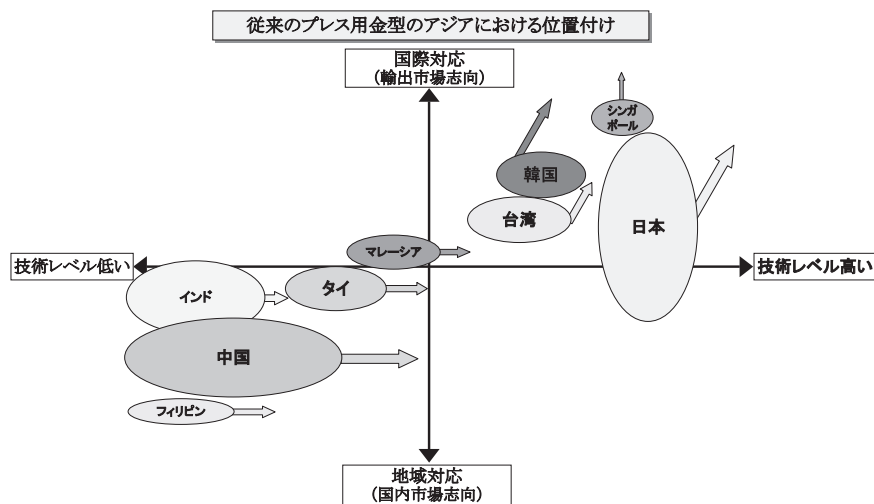 従来のプレス用金型のアジアにおける位置付け
国際対応
(輸出市場志向)
シンガ
ポール
韓国
台湾
日本
マレーシア
技術レベル低い
技術レベル高い
インド
タイ
中国
フィリピン
地域対応
(国内市場志向)